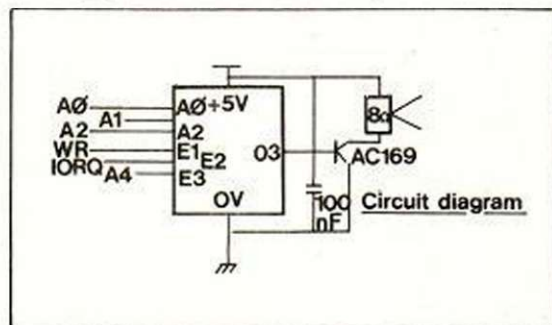 AØ
A1
A2
WR
IORQ
A4
AØ+5V
A2
E1
E2
E3
OV
O3
8Ω
AC169
100
nF
Circuit diagram